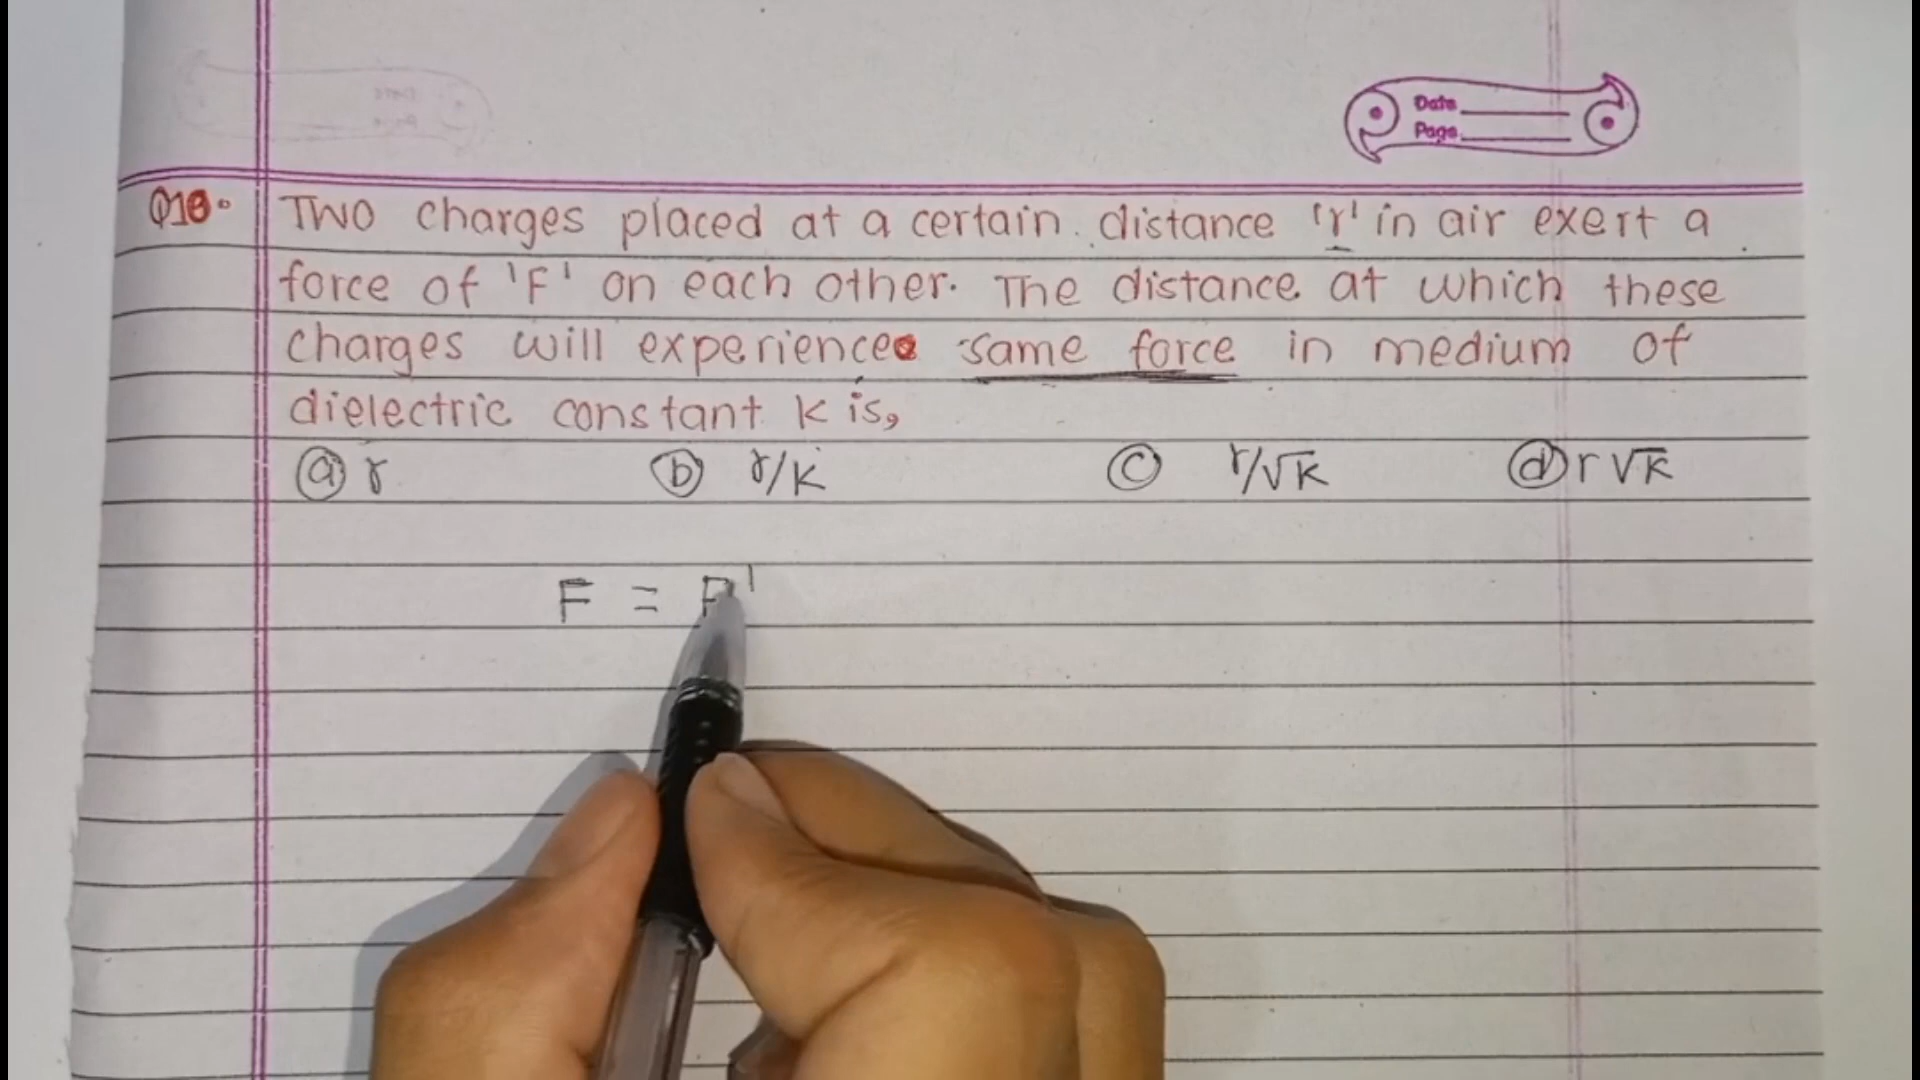 Date
Page
Q18. Two charges placed at a certain distance 'r' in air exert a
force of 'F' on each other. The distance at which these
charges will experience same force in medium of
dielectric constant K is,
(a) r (b) r/K (c) r/√K (d) r√K
F = F'